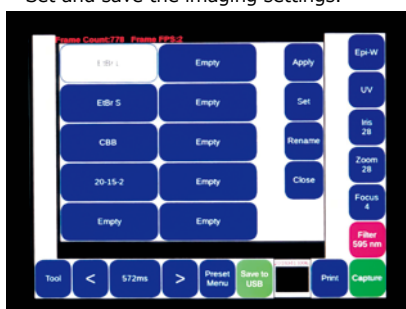 Set and save the imaging settings.
Frame Count:778 Frame FPS:2
EtBr L Empty Apply Epi-W
EtBr S Empty Set UV
CBB Empty Rename Iris 28
20-15-2 Empty Close Zoom 28
Empty Empty Focus 4
Filter 595 nm
Tool < 572ms > Preset Menu Save to USB Print Capture